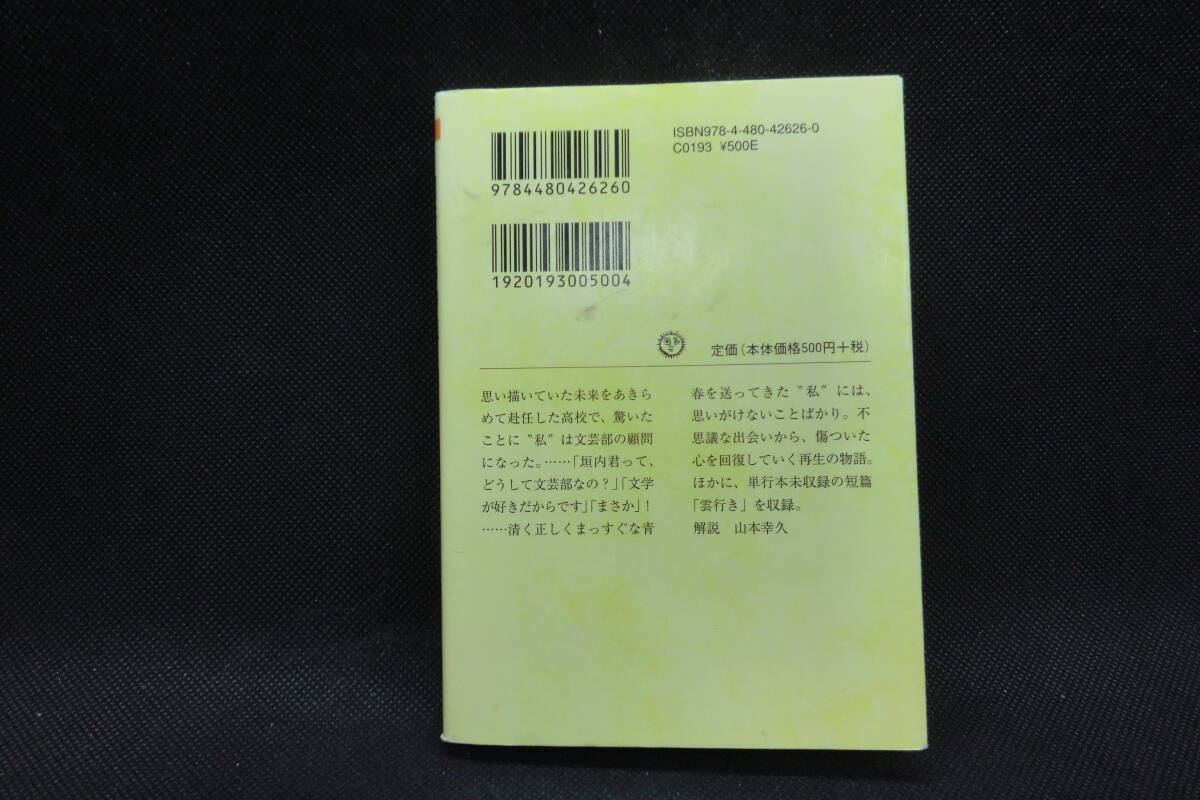 ISBN978-4-480-42626-0
C0193 ¥500E
9784480426260
1920193005004
定価(本体価格500円+税)
思い描いていた未来をあきら
めて赴任した高校で、驚いた
ことに〝私〟は文芸部の顧問
になった。……「垣内君って、
どうして文芸部なの?」「文学
が好きだからです」「まさか」!
……清く正しくまっすぐな青
春を送ってきた〝私〟には、
思いがけないことばかり。不
思議な出会いから、傷ついた
心を回復していく再生の物語。
ほかに、単行本未収録の短篇
「雲行き」を収録。
解説 山本幸久